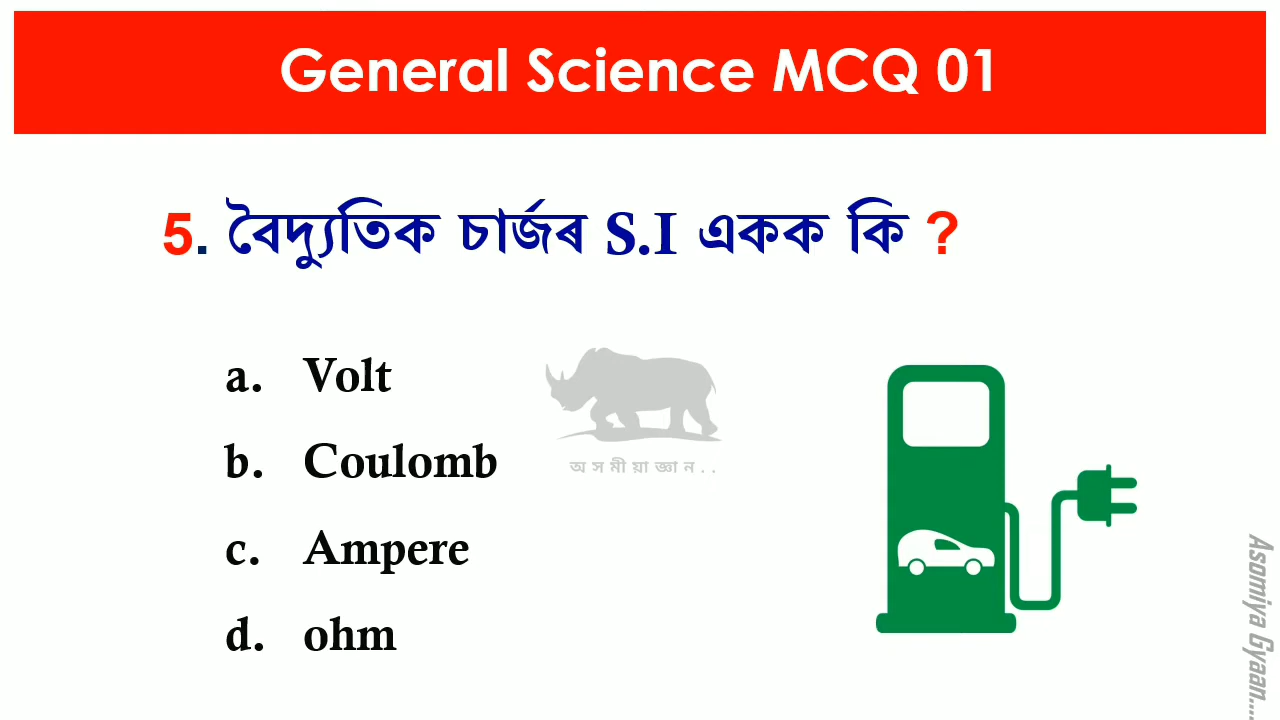 General Science MCQ 01
5. বৈদ্যুতিক চাৰ্জৰ S.I একক কি ?
a. Volt
b. Coulomb
c. Ampere
d. ohm
অসমীয়া জ্ঞান..
Asomiya Gyaan....